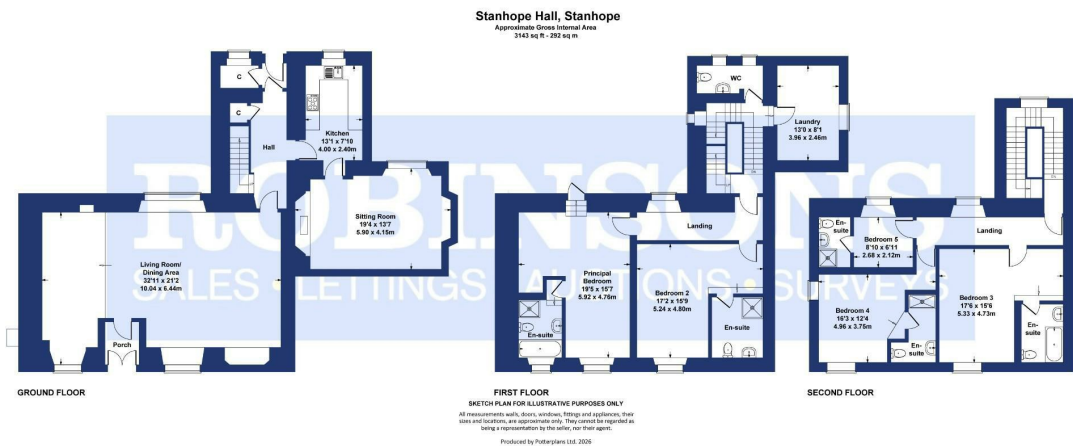 Stanhope Hall, Stanhope
Approximate Gross Internal Area
3143 sq ft - 292 sq m
ROBINSONS
SALES • LETTINGS • AUCTIONS • SURVEYS
C
C
Hall
Kitchen
13'1 x 7'10
4.00 x 2.40m
Sitting Room
19'4 x 13'7
5.90 x 4.15m
Living Room/
Dining Area
32'11 x 21'2
10.04 x 6.44m
Porch
GROUND FLOOR
WC
Laundry
13'0 x 8'1
3.96 x 2.46m
Landing
Principal
Bedroom
19'5 x 15'7
5.92 x 4.76m
Bedroom 2
17'2 x 15'9
5.24 x 4.80m
En-suite
En-suite
FIRST FLOOR
Landing
En-
suite
Bedroom 5
8'10 x 6'11
2.68 x 2.12m
Bedroom 4
16'3 x 12'4
4.96 x 3.75m
Bedroom 3
17'6 x 15'6
5.33 x 4.73m
En-
suite
En-
suite
SECOND FLOOR
SKETCH PLAN FOR ILLUSTRATIVE PURPOSES ONLY
All measurements walls, doors, windows, fittings and appliances, their
sizes and locations, are approximate only. They cannot be regarded as
being a representation by the seller, nor their agent.
Produced by Potterplans Ltd. 2026